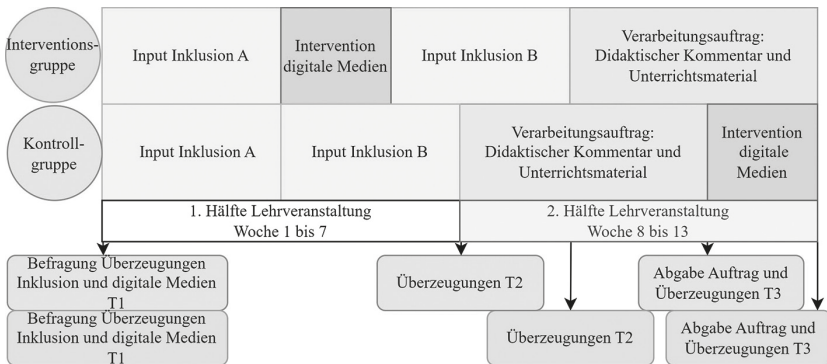 Interventions-
gruppe
Input Inklusion A
Intervention
digitale Medien
Input Inklusion B
Verarbeitungsauftrag:
Didaktischer Kommentar und
Unterrichtsmaterial
Kontroll-
gruppe
Input Inklusion A
Input Inklusion B
Verarbeitungsauftrag:
Didaktischer Kommentar und
Unterrichtsmaterial
Intervention
digitale
Medien
1. Hälfte Lehrveranstaltung
Woche 1 bis 7
2. Hälfte Lehrveranstaltung
Woche 8 bis 13
Befragung Überzeugungen
Inklusion und digitale Medien
T1
Überzeugungen T2
Abgabe Auftrag und
Überzeugungen T3
Befragung Überzeugungen
Inklusion und digitale Medien
T1
Überzeugungen T2
Abgabe Auftrag und
Überzeugungen T3